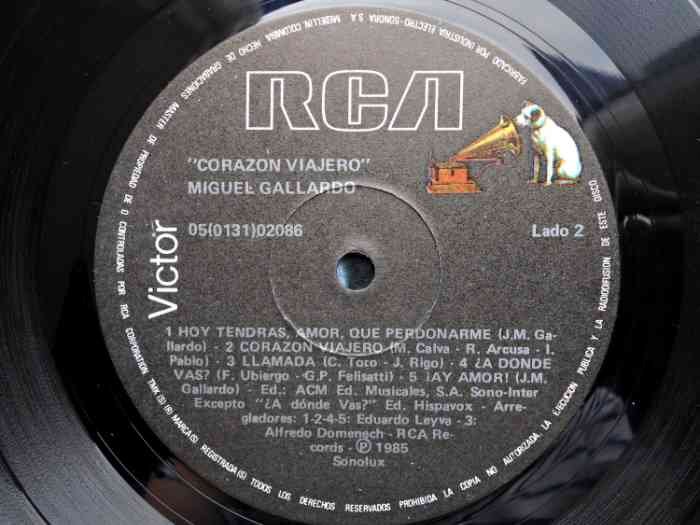 RCA
"CORAZON VIAJERO"
MIGUEL GALLARDO
05(0131)02086
Lado 2
Victor
1 HOY TENDRAS, AMOR, QUE PERDONARME (J.M. Ga-
llardo) - 2 CORAZON VIAJERO (M. Calva - R. Arcusa - I.
Pablo) - 3 LLAMADA (C. Toco - J. Rigo) - 4 ¿A DONDE
VAS? (F. Ubiergo - G.P. Felisatti) - 5 ¡AY AMOR! (J.M.
Gallardo) - Ed.: ACM Ed. Musicales, S.A. Sono-Inter
Excepto "¿A dónde Vas?" Ed. Hispavox - Arre-
gladores: 1-2-4-5: Eduardo Leyva - 3:
Alfredo Domenech - RCA Re-
cords - Ⓟ 1985
Sonolux
FABRICADO POR INDUSTRIA ELECTRO-SONORA S.A. MEDELLIN COLOMBIA HECHO DE GRABACIONES MASTER DE PROPIEDAD DE O CONTROLADAS POR RCA CORPORATION TMK(S) (R) MARCA(S) REGISTRADA(S) TODOS LOS DERECHOS RESERVADOS PROHIBIDA LA COPIA NO AUTORIZADA, LA EJECUCION PUBLICA Y LA RADIODIFUSION DE ESTE DISCO